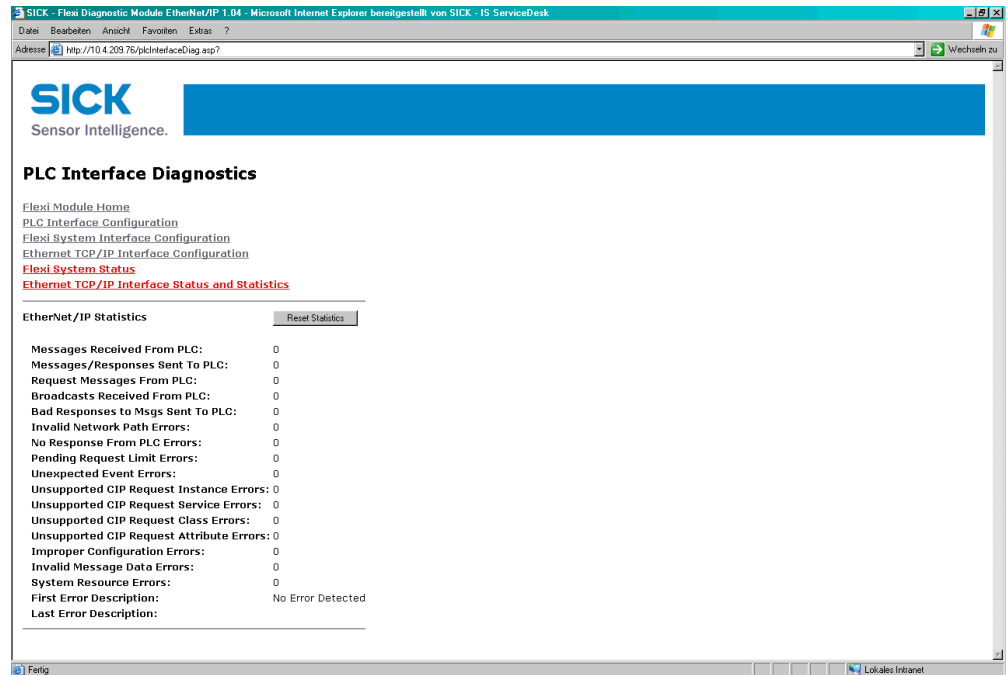 SICK - Flexi Diagnostic Module EtherNet/IP 1.04 - Microsoft Internet Explorer bereitgestellt von SICK - IS ServiceDesk
Datei Bearbeiten Ansicht Favoriten Extras ?
Adresse http://10.4.209.76/plcInterfaceDiag.asp? Wechseln zu
SICK
Sensor Intelligence.
PLC Interface Diagnostics
Flexi Module Home
PLC Interface Configuration
Flexi System Interface Configuration
Ethernet TCP/IP Interface Configuration
Flexi System Status
Ethernet TCP/IP Interface Status and Statistics
EtherNet/IP Statistics Reset Statistics
Messages Received From PLC: 0
Messages/Responses Sent To PLC: 0
Request Messages From PLC: 0
Broadcasts Received From PLC: 0
Bad Responses to Msgs Sent To PLC: 0
Invalid Network Path Errors: 0
No Response From PLC Errors: 0
Pending Request Limit Errors: 0
Unexpected Event Errors: 0
Unsupported CIP Request Instance Errors: 0
Unsupported CIP Request Service Errors: 0
Unsupported CIP Request Class Errors: 0
Unsupported CIP Request Attribute Errors: 0
Improper Configuration Errors: 0
Invalid Message Data Errors: 0
System Resource Errors: 0
First Error Description: No Error Detected
Last Error Description:
Fertig Lokales Intranet